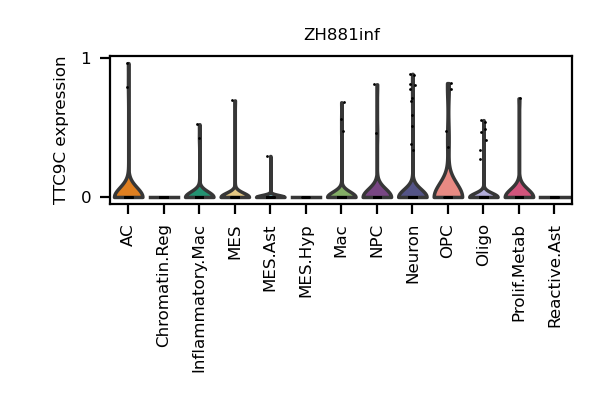 ZH881inf
TTC9C expression
1
0
AC
Chromatin.Reg
Inflammatory.Mac
MES
MES.Ast
MES.Hyp
Mac
NPC
Neuron
OPC
Oligo
Prolif.Metab
Reactive.Ast